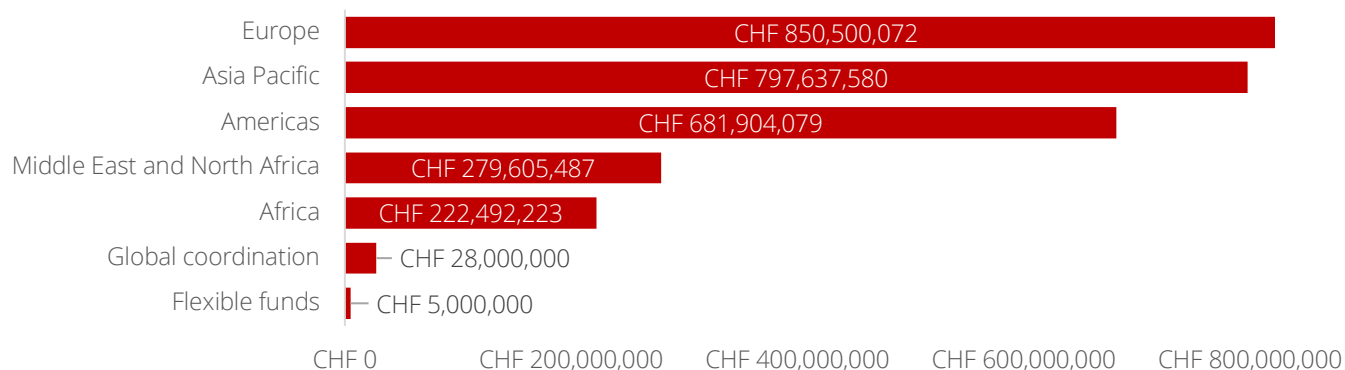 Europe CHF 850,500,072
Asia Pacific CHF 797,637,580
Americas CHF 681,904,079
Middle East and North Africa CHF 279,605,487
Africa CHF 222,492,223
Global coordination CHF 28,000,000
Flexible funds CHF 5,000,000
CHF 0 CHF 200,000,000 CHF 400,000,000 CHF 600,000,000 CHF 800,000,000